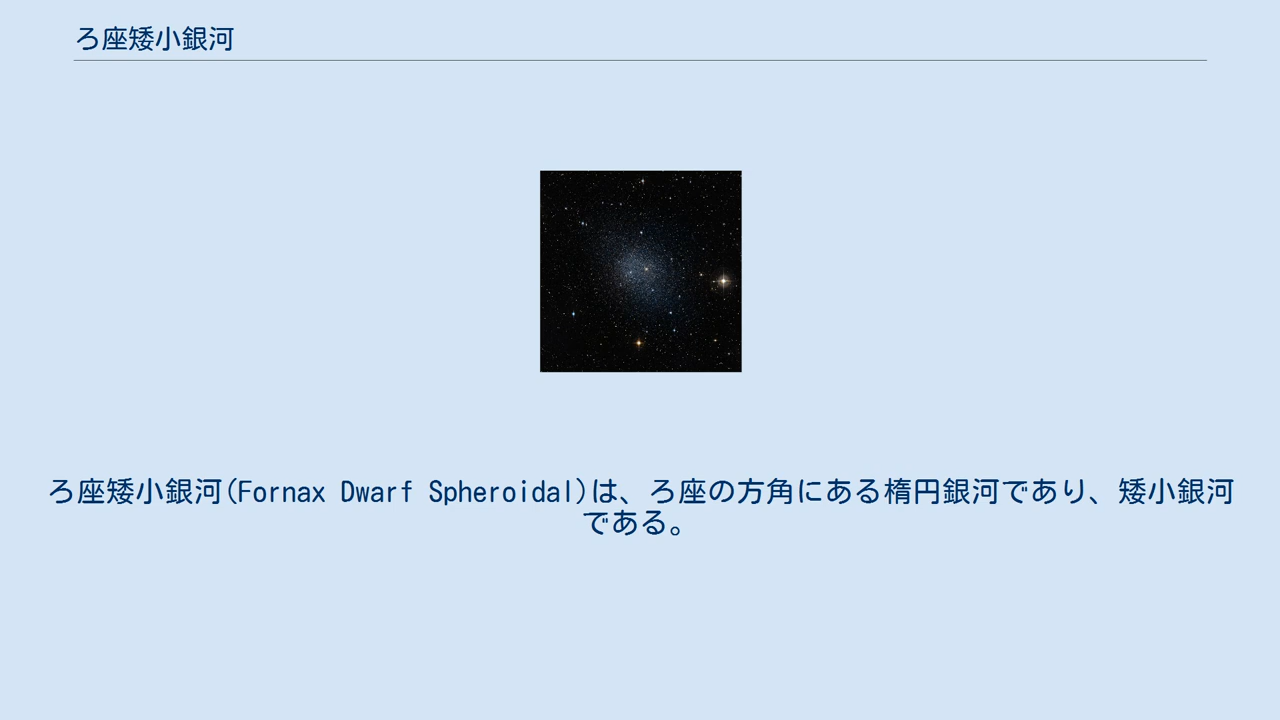 ろ座矮小銀河
ろ座矮小銀河(Fornax Dwarf Spheroidal)は、ろ座の方角にある楕円銀河であり、矮小銀河
である。